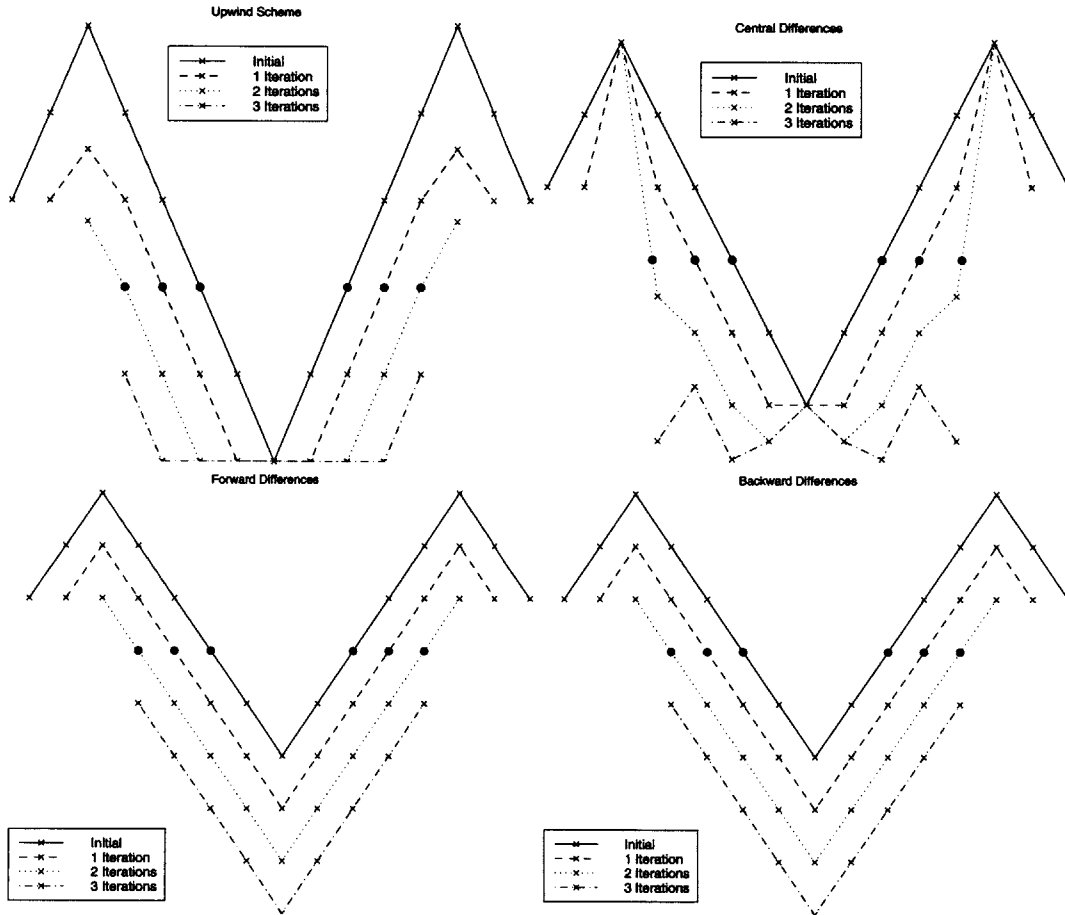 Upwind Scheme
Initial
1 Iteration
2 Iterations
3 Iterations
Central Differences
Initial
1 Iteration
2 Iterations
3 Iterrations
Forward Differences
Initial
1 Iteration
2 Iterations
3 Iterations
Backward Differences
Initial
1 Iteration
2 Iterations
3 Iterations